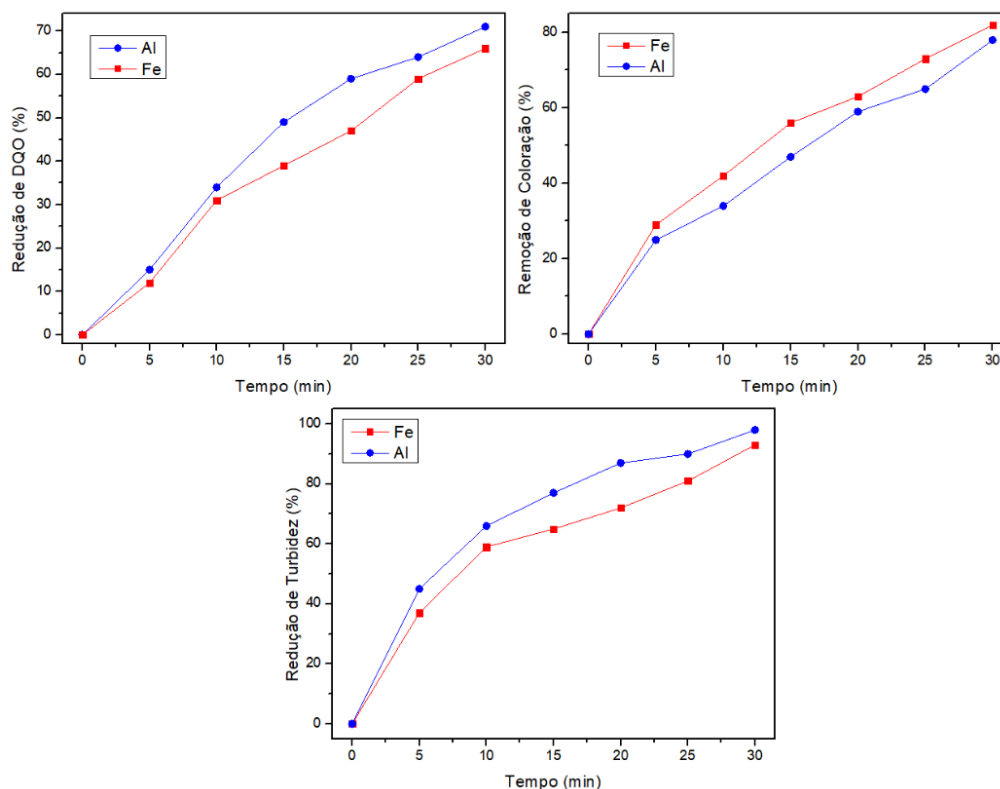 Redução de DQO (%)
70
60
50
40
30
20
10
0
Al
Fe
0 5 10 15 20 25 30
Tempo (min)
Remoção de Coloração (%)
80
60
40
20
0
Fe
Al
0 5 10 15 20 25 30
Tempo (min)
Redução de Turbidez (%)
100
80
60
40
20
0
Fe
Al
0 5 10 15 20 25 30
Tempo (min)